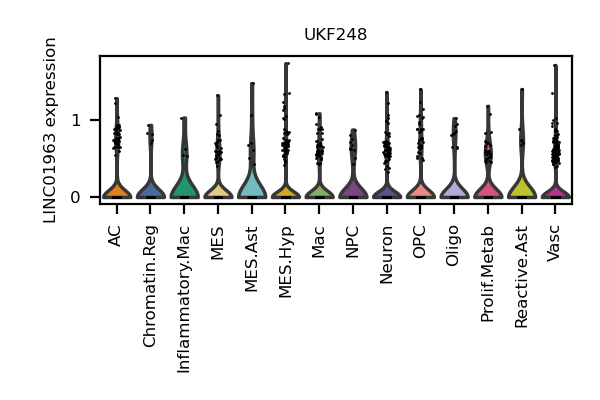 UKF248
LINC01963 expression
1
0
AC
Chromatin.Reg
Inflammatory.Mac
MES
MES.Ast
MES.Hyp
Mac
NPC
Neuron
OPC
Oligo
Prolif.Metab
Reactive.Ast
Vasc